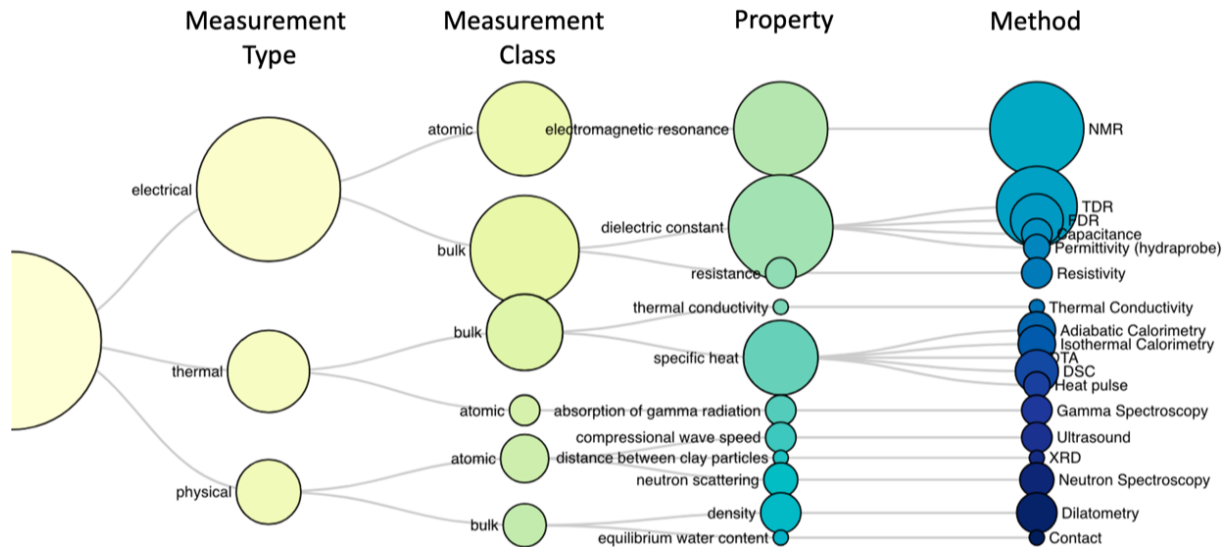 Measurement
Type
Measurement
Class
Property
Method
electrical
thermal
physical
atomic
bulk
bulk
atomic
atomic
bulk
electromagnetic resonance
dielectric constant
resistance
thermal conductivity
specific heat
absorption of gamma radiation
compressional wave speed
distance between clay particles
neutron scattering
density
equilibrium water content
NMR
TDR
FDR
Capacitance
Permittivity (hydraprobe)
Resistivity
Thermal Conductivity
Adiabatic Calorimetry
Isothermal Calorimetry
DTA
DSC
Heat pulse
Gamma Spectroscopy
Ultrasound
XRD
Neutron Spectroscopy
Dilatometry
Contact